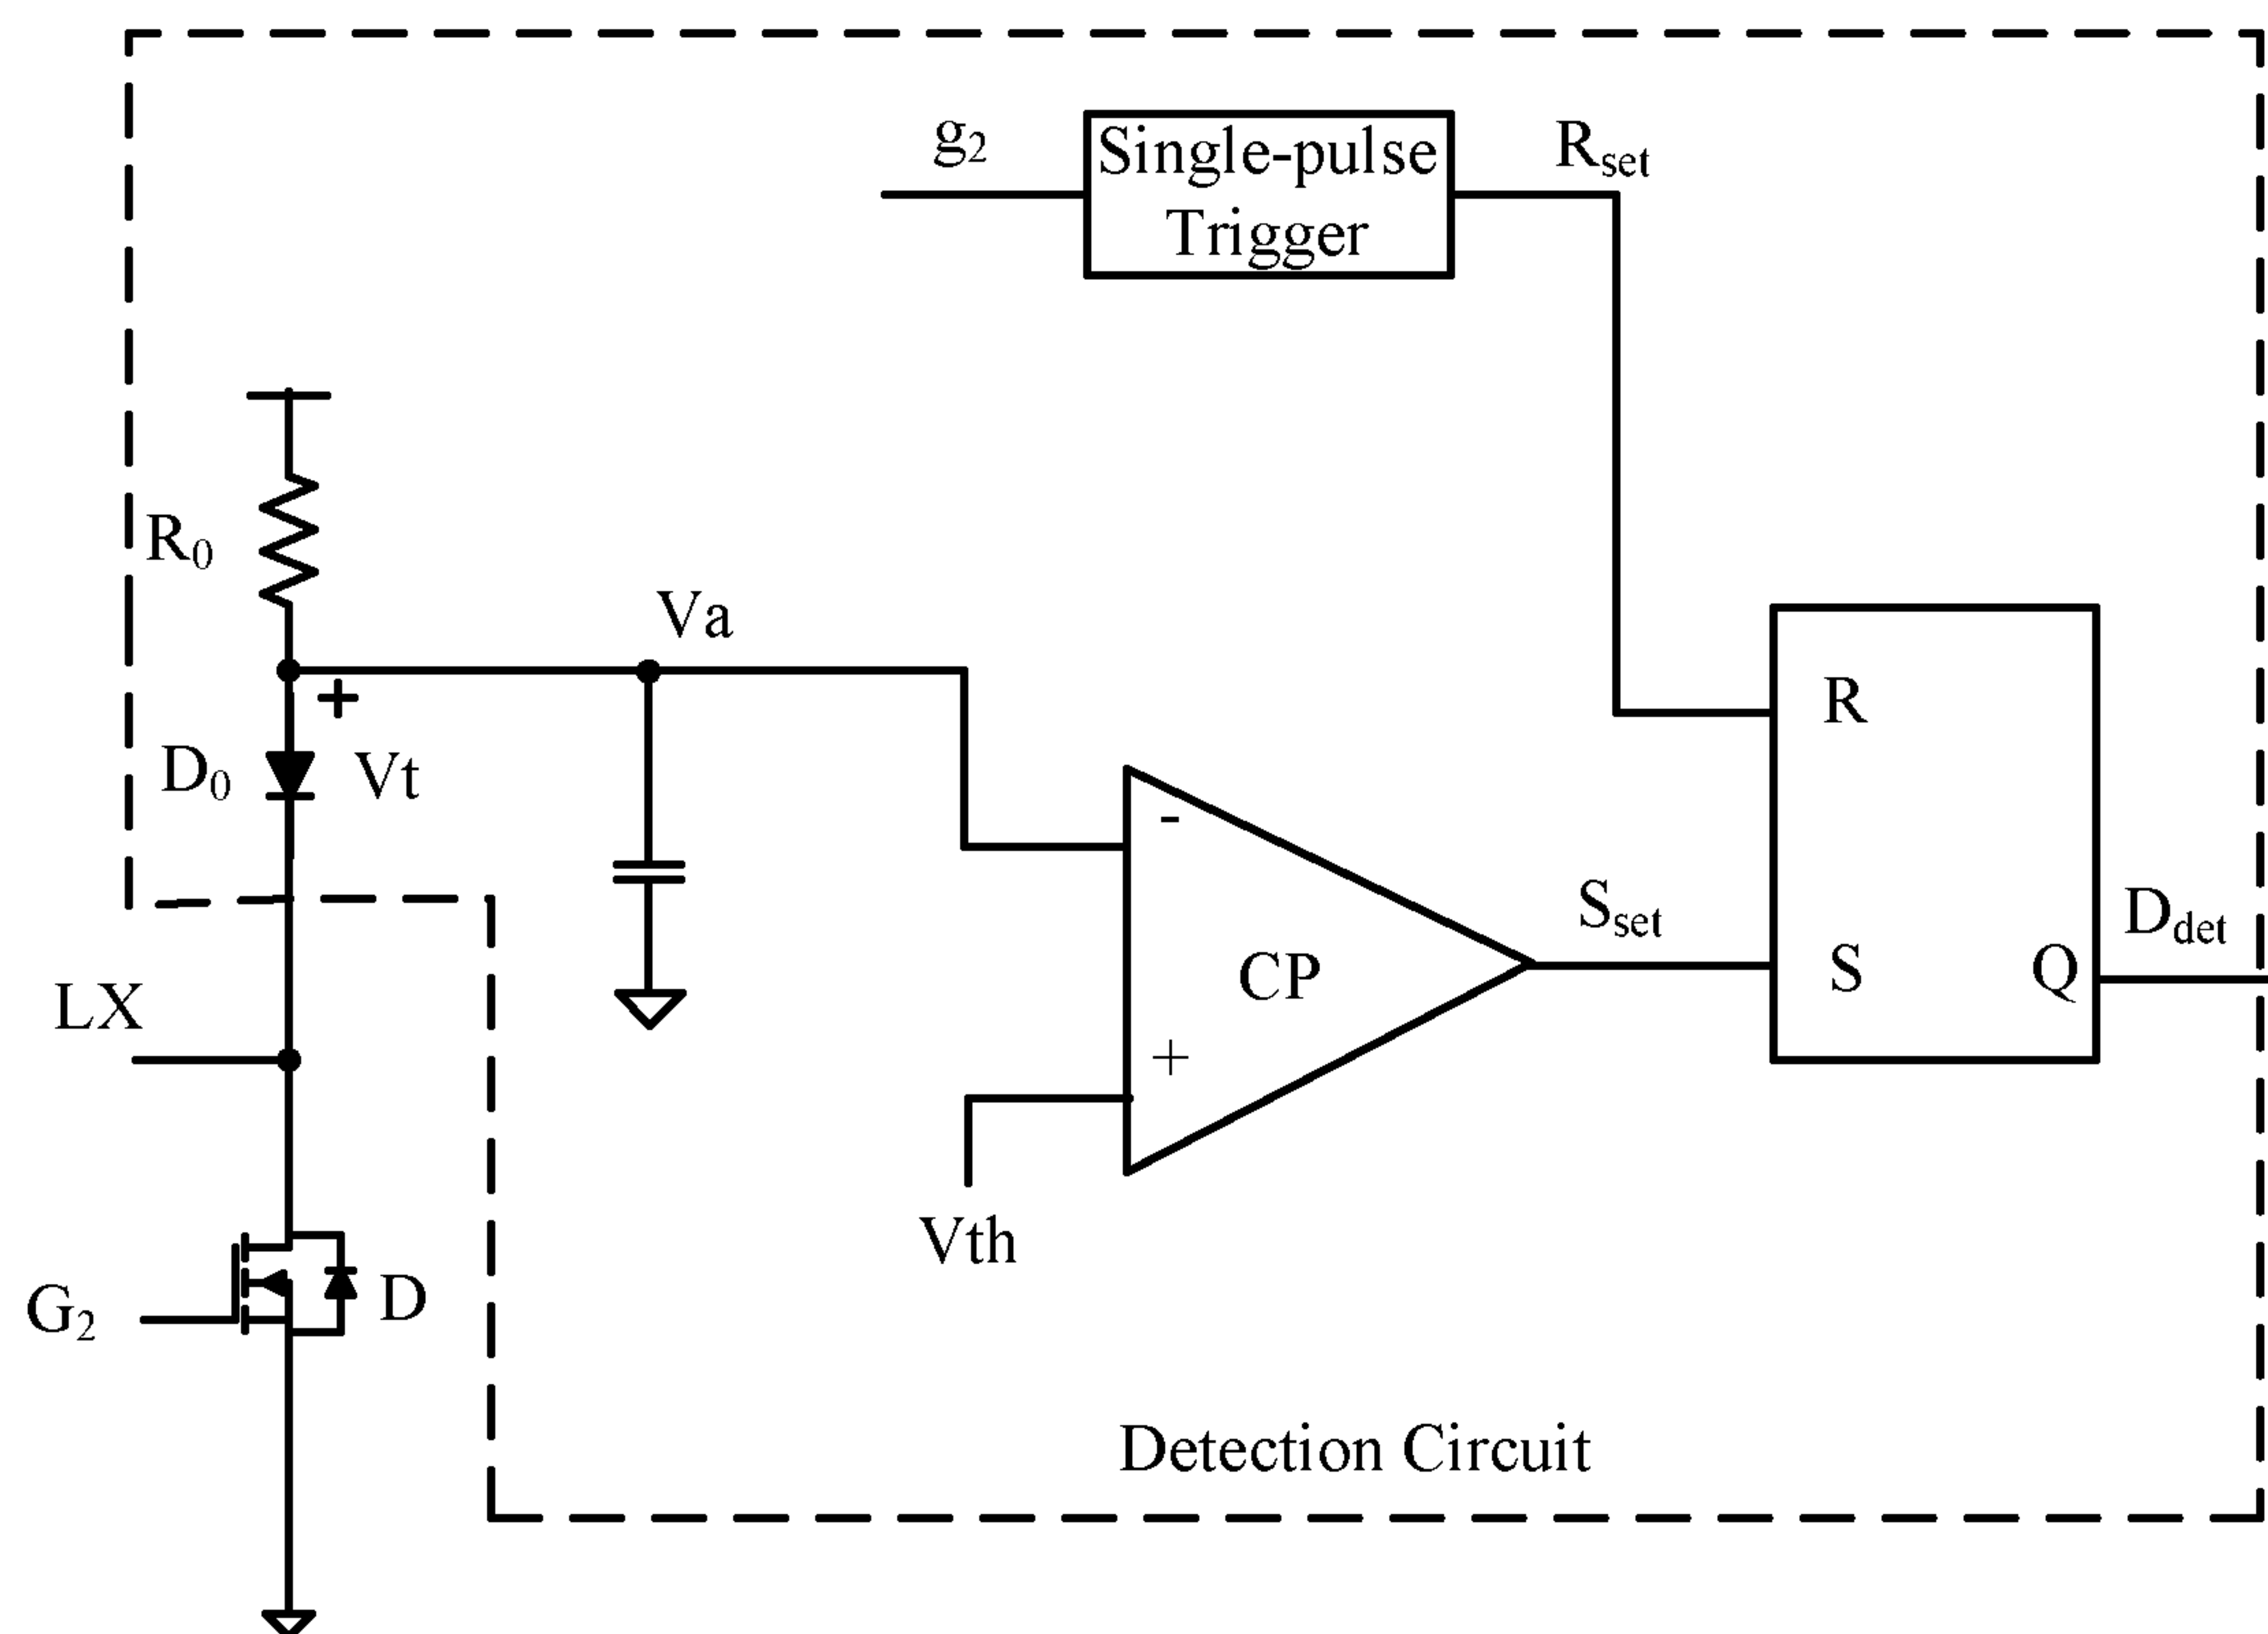 g₂
Single-pulse
Trigger
Rset
R₀
Va
+
D₀
Vt
R
-
CP
+
Sset
S
Q
Ddet
LX
Vth
G₂
D
Detection Circuit